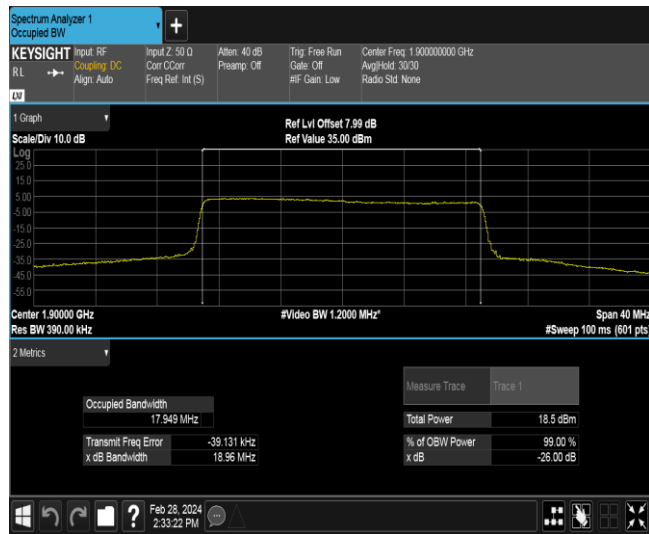 Spectrum Analyzer 1
Occupied BW
KEYSIGHT
R L
LXI
Input: RF
Coupling: DC
Align: Auto
Input Z: 50 Ω
Corr CCorr
Freq Ref: Int (S)
Atten: 40 dB
Preamp: Off
Trig: Free Run
Gate: Off
#IF Gain: Low
Center Freq: 1.900000000 GHz
Avg|Hold: 30/30
Radio Std: None
1 Graph
Scale/Div 10.0 dB
Ref Lvl Offset 7.99 dB
Ref Value 35.00 dBm
Log
25.0
15.0
5.00
-5.00
-15.0
-25.0
-35.0
-45.0
-55.0
Center 1.90000 GHz
Res BW 390.00 kHz
#Video BW 1.2000 MHz*
Span 40 MHz
#Sweep 100 ms (601 pts)
2 Metrics
Measure Trace Trace 1
Occupied Bandwidth
17.949 MHz
Total Power 18.5 dBm
Transmit Freq Error -39.131 kHz
% of OBW Power 99.00 %
x dB Bandwidth 18.96 MHz
x dB -26.00 dB
?
Feb 28, 2024
2:33:22 PM